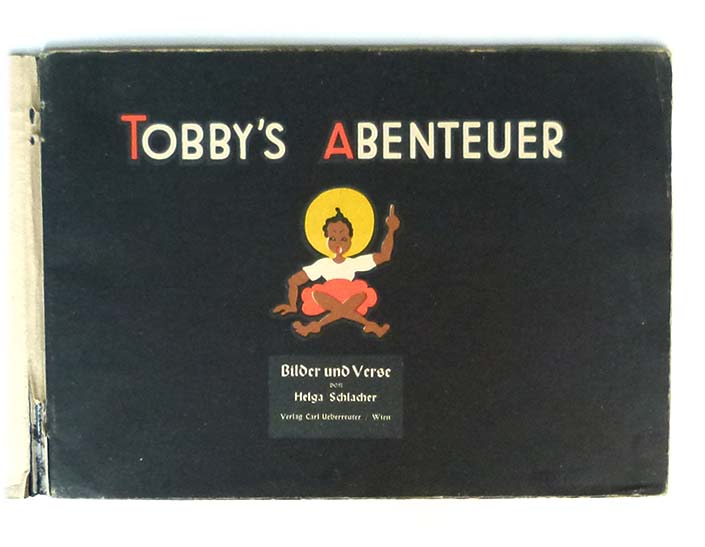 TOBBY'S ABENTEUER
Bilder und Verse
von
Helga Schlacher
Verlag Carl Ueberreuter / Wien